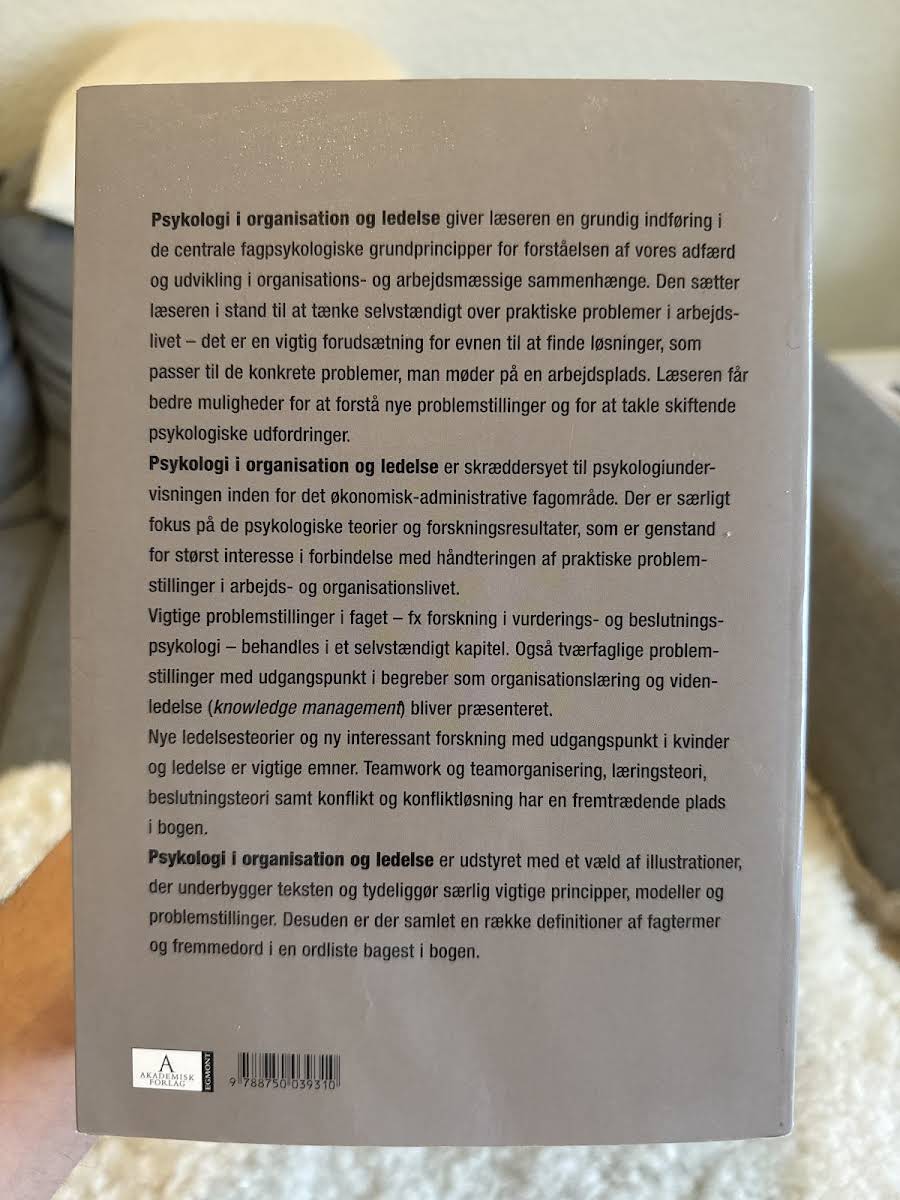 Psykologi i organisation og ledelse giver læseren en grundig indføring i
de centrale fagpsykologiske grundprincipper for forståelsen af vores adfærd
og udvikling i organisations- og arbejdsmæssige sammenhænge. Den sætter
læseren i stand til at tænke selvstændigt over praktiske problemer i arbejds-
livet – det er en vigtig forudsætning for evnen til at finde løsninger, som
passer til de konkrete problemer, man møder på en arbejdsplads. Læseren får
bedre muligheder for at forstå nye problemstillinger og for at takle skiftende
psykologiske udfordringer.
Psykologi i organisation og ledelse er skræddersyet til psykologiunder-
visningen inden for det økonomisk-administrative fagområde. Der er særligt
fokus på de psykologiske teorier og forskningsresultater, som er genstand
for størst interesse i forbindelse med håndteringen af praktiske problem-
stillinger i arbejds- og organisationslivet.
Vigtige problemstillinger i faget – fx forskning i vurderings- og beslutnings-
psykologi – behandles i et selvstændigt kapitel. Også tværfaglige problem-
stillinger med udgangspunkt i begreber som organisationslæring og viden-
ledelse (knowledge management) bliver præsenteret.
Nye ledelsesteorier og ny interessant forskning med udgangspunkt i kvinder
og ledelse er vigtige emner. Teamwork og teamorganisering, læringsteori,
beslutningsteori samt konflikt og konfliktløsning har en fremtrædende plads
i bogen.
Psykologi i organisation og ledelse er udstyret med et væld af illustrationer,
der underbygger teksten og tydeliggør særlig vigtige principper, modeller og
problemstillinger. Desuden er der samlet en række definitioner af fagtermer
og fremmedord i en ordliste bagest i bogen.
A
AKADEMISK
FORLAG
EGMONT
9 788750 039310